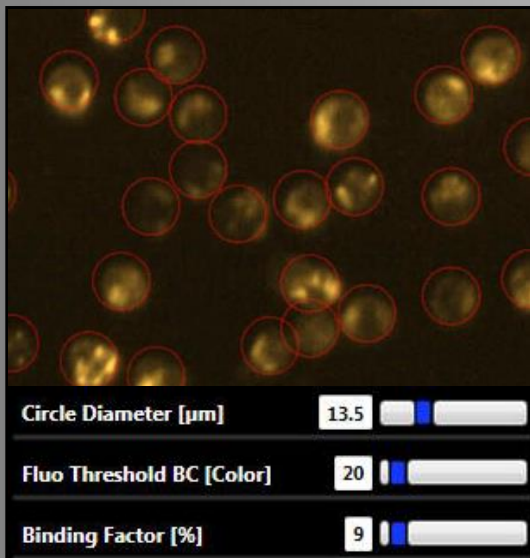 Circle Diameter [µm] 13.5
Fluo Threshold BC [Color] 20
Binding Factor [%] 9